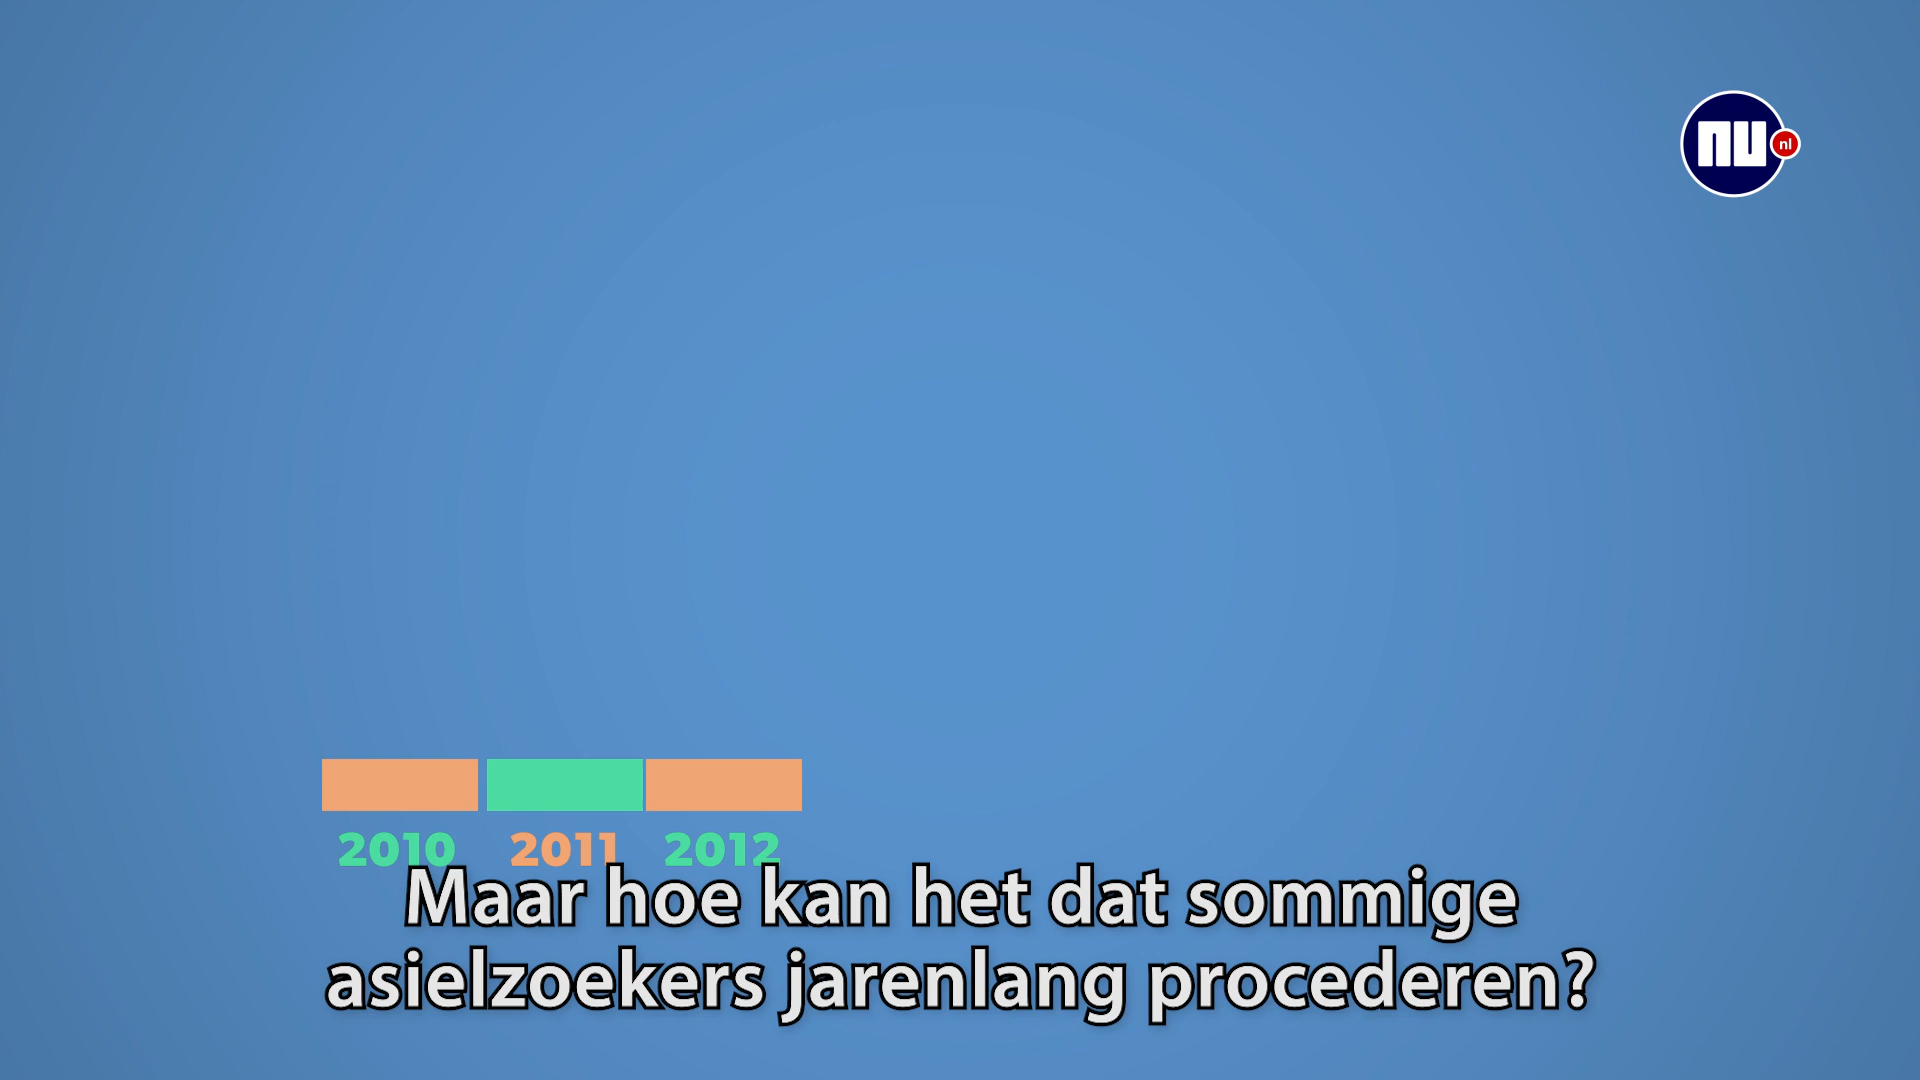 NU
nl
2010 2011 2012
Maar hoe kan het dat sommige
asielzoekers jarenlang procederen?